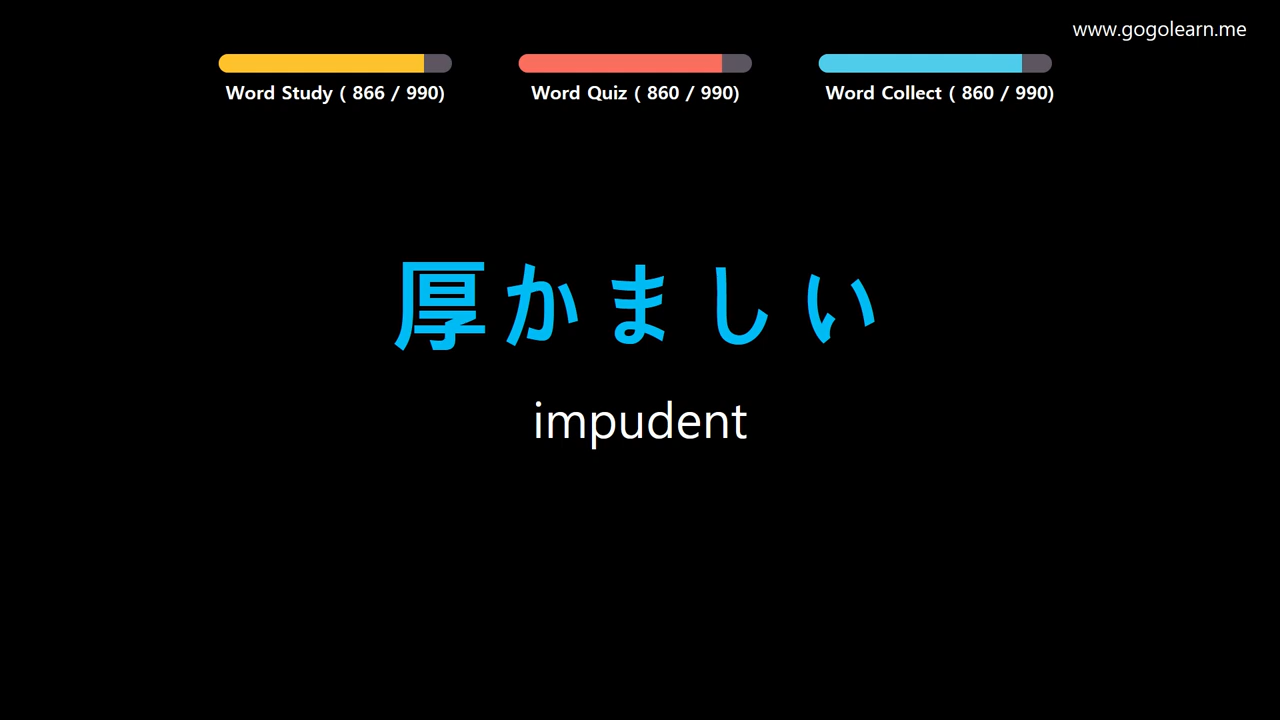 www.gogolearn.me
Word Study ( 866 / 990)
Word Quiz ( 860 / 990)
Word Collect ( 860 / 990)
厚かましい
impudent